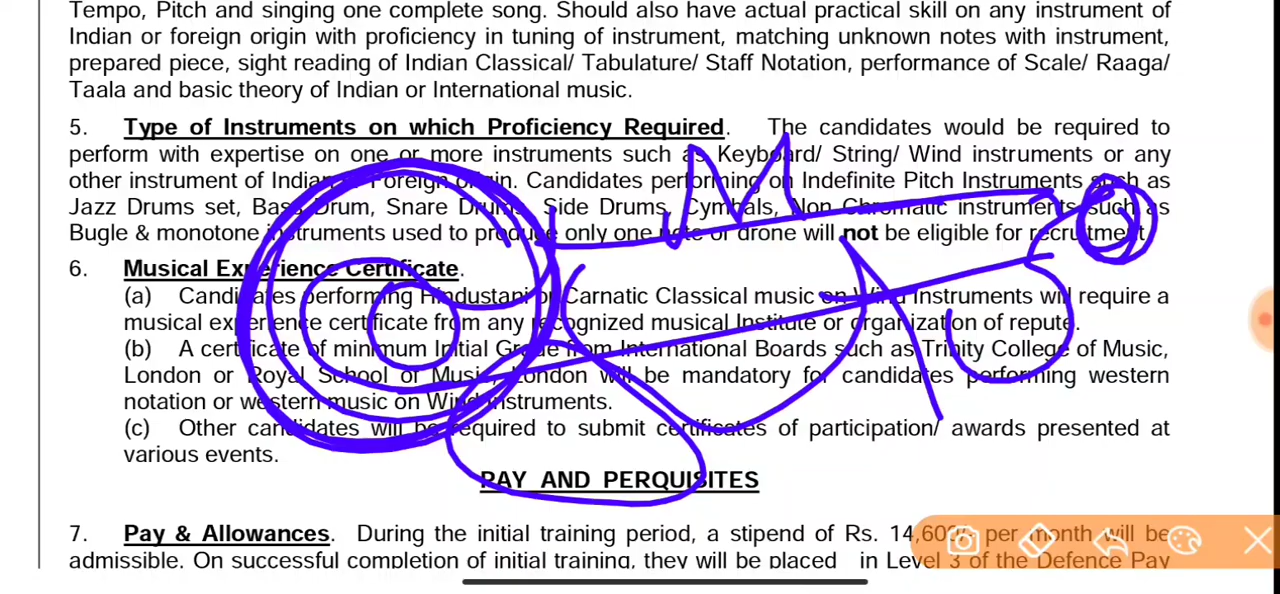 Tempo, Pitch and singing one complete song. Should also have actual practical skill on any instrument of
Indian or foreign origin with proficiency in tuning of instrument, matching unknown notes with instrument,
prepared piece, sight reading of Indian Classical/ Tabulature/ Staff Notation, performance of Scale/ Raaga/
Taala and basic theory of Indian or International music.
5. Type of Instruments on which Proficiency Required. The candidates would be required to
perform with expertise on one or more instruments such as Keyboard/ String/ Wind instruments or any
other instrument of Indian or Foreign origin. Candidates performing on Indefinite Pitch Instruments such as
Jazz Drums set, Bass Drum, Snare Drums, Side Drums, Cymbals, Non Chromatic instruments such as
Bugle & monotone instruments used to produce only one note or drone will not be eligible for recruitment.
6. Musical Experience Certificate.
(a) Candidates performing Hindustani or Carnatic Classical music on Wind Instruments will require a
musical experience certificate from any recognized musical Institute or organization of repute.
(b) A certificate of minimum Initial Grade from International Boards such as Trinity College of Music,
London or Royal School of Music, London will be mandatory for candidates performing western
notation or western music on Wind Instruments.
(c) Other candidates will be required to submit certificates of participation/ awards presented at
various events.
PAY AND PERQUISITES
7. Pay & Allowances. During the initial training period, a stipend of Rs. 14,600/- per month will be
admissible. On successful completion of initial training, they will be placed in Level 3 of the Defence Pay